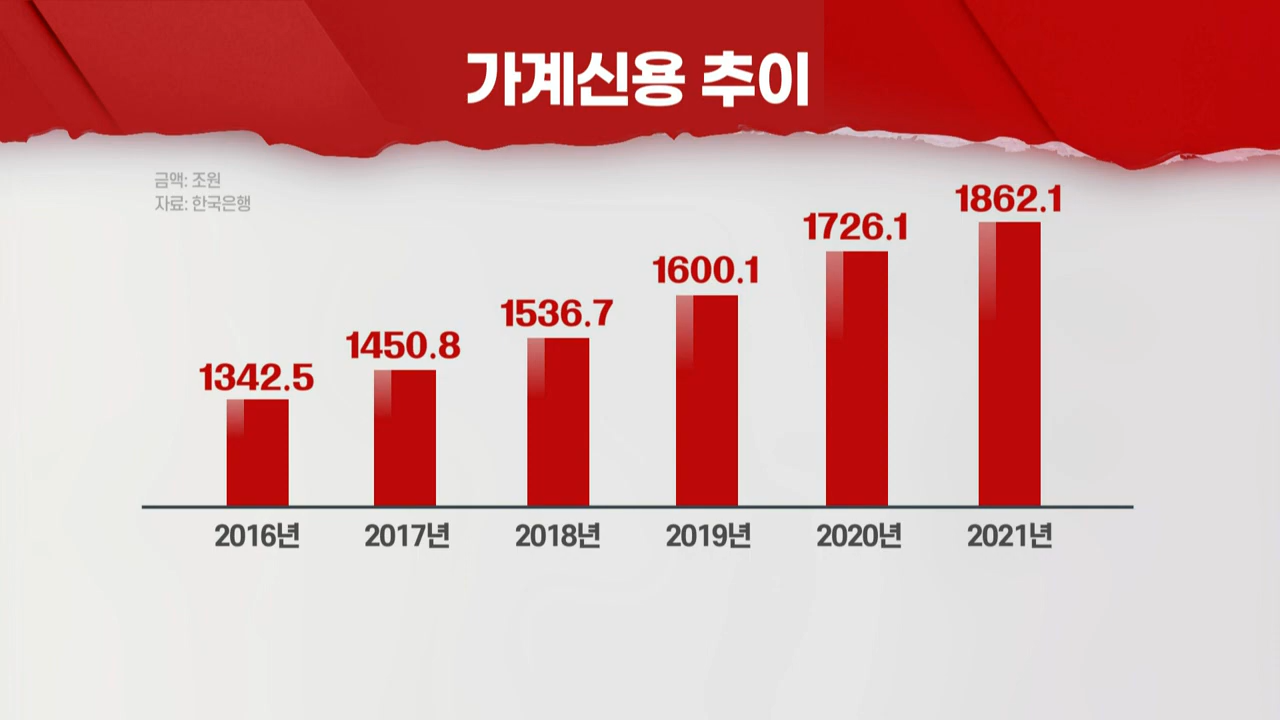 가계신용 추이
금액: 조원
자료: 한국은행
1342.5
1450.8
1536.7
1600.1
1726.1
1862.1
2016년
2017년
2018년
2019년
2020년
2021년